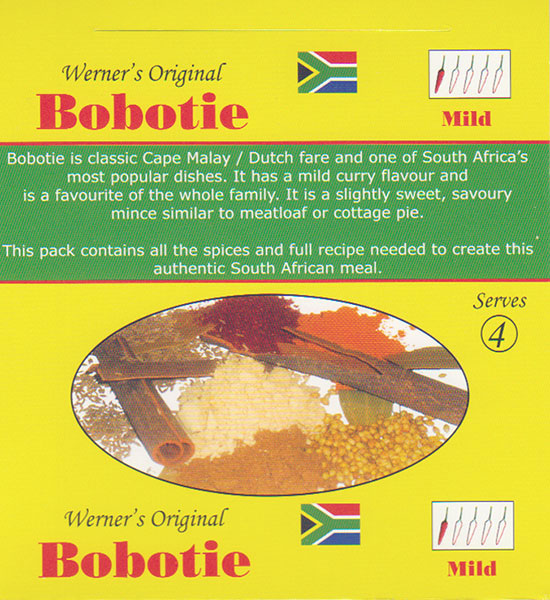 Werner's Original
Bobotie
Mild
Bobotie is classic Cape Malay / Dutch fare and one of South Africa's
most popular dishes. It has a mild curry flavour and
is a favourite of the whole family. It is a slightly sweet, savoury
mince similar to meatloaf or cottage pie.
This pack contains all the spices and full recipe needed to create this
authentic South African meal.
Serves
4
Werner's Original
Bobotie
Mild